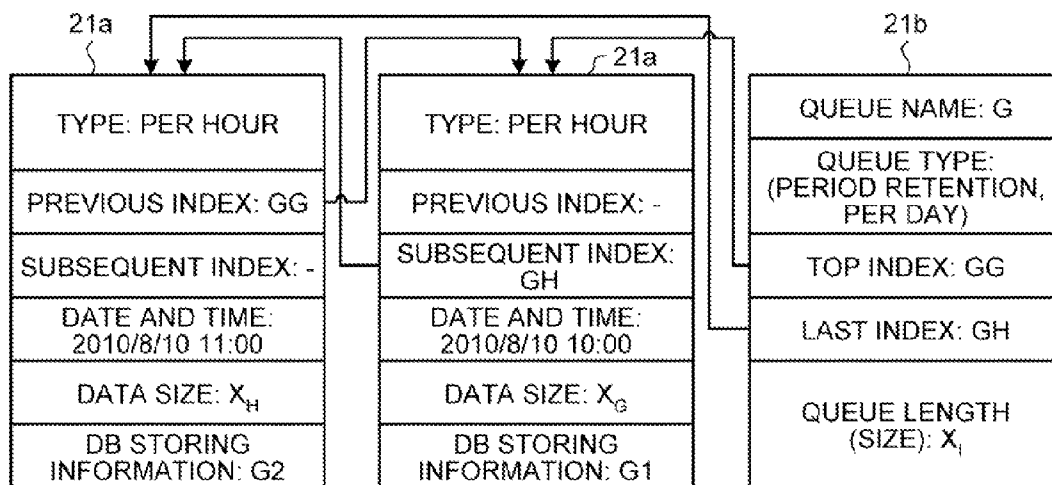 21a
TYPE: PER HOUR
PREVIOUS INDEX: GG
SUBSEQUENT INDEX: -
DATE AND TIME:
2010/8/10 11:00
DATA SIZE: XH
DB STORING
INFORMATION: G2
21a
TYPE: PER HOUR
PREVIOUS INDEX: -
SUBSEQUENT INDEX:
GH
DATE AND TIME:
2010/8/10 10:00
DATA SIZE: XG
DB STORING
INFORMATION: G1
21b
QUEUE NAME: G
QUEUE TYPE:
(PERIOD RETENTION,
PER DAY)
TOP INDEX: GG
LAST INDEX: GH
QUEUE LENGTH
(SIZE): XI